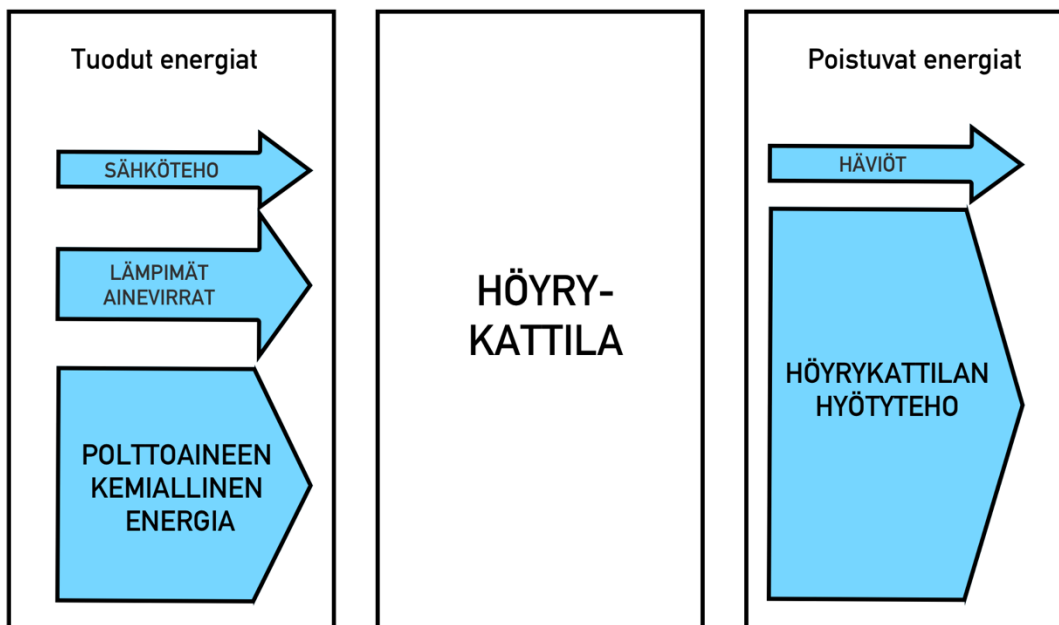 Tuodut energiat
SÄHKÖTEHO
LÄMPIMÄT
AINEVIRRAT
POLTTOAINEEN
KEMIALLINEN
ENERGIA
HÖYRY-
KATTILA
Poistuvat energiat
HÄVIÖT
HÖYRYKATTILAN
HYÖTYTEHO